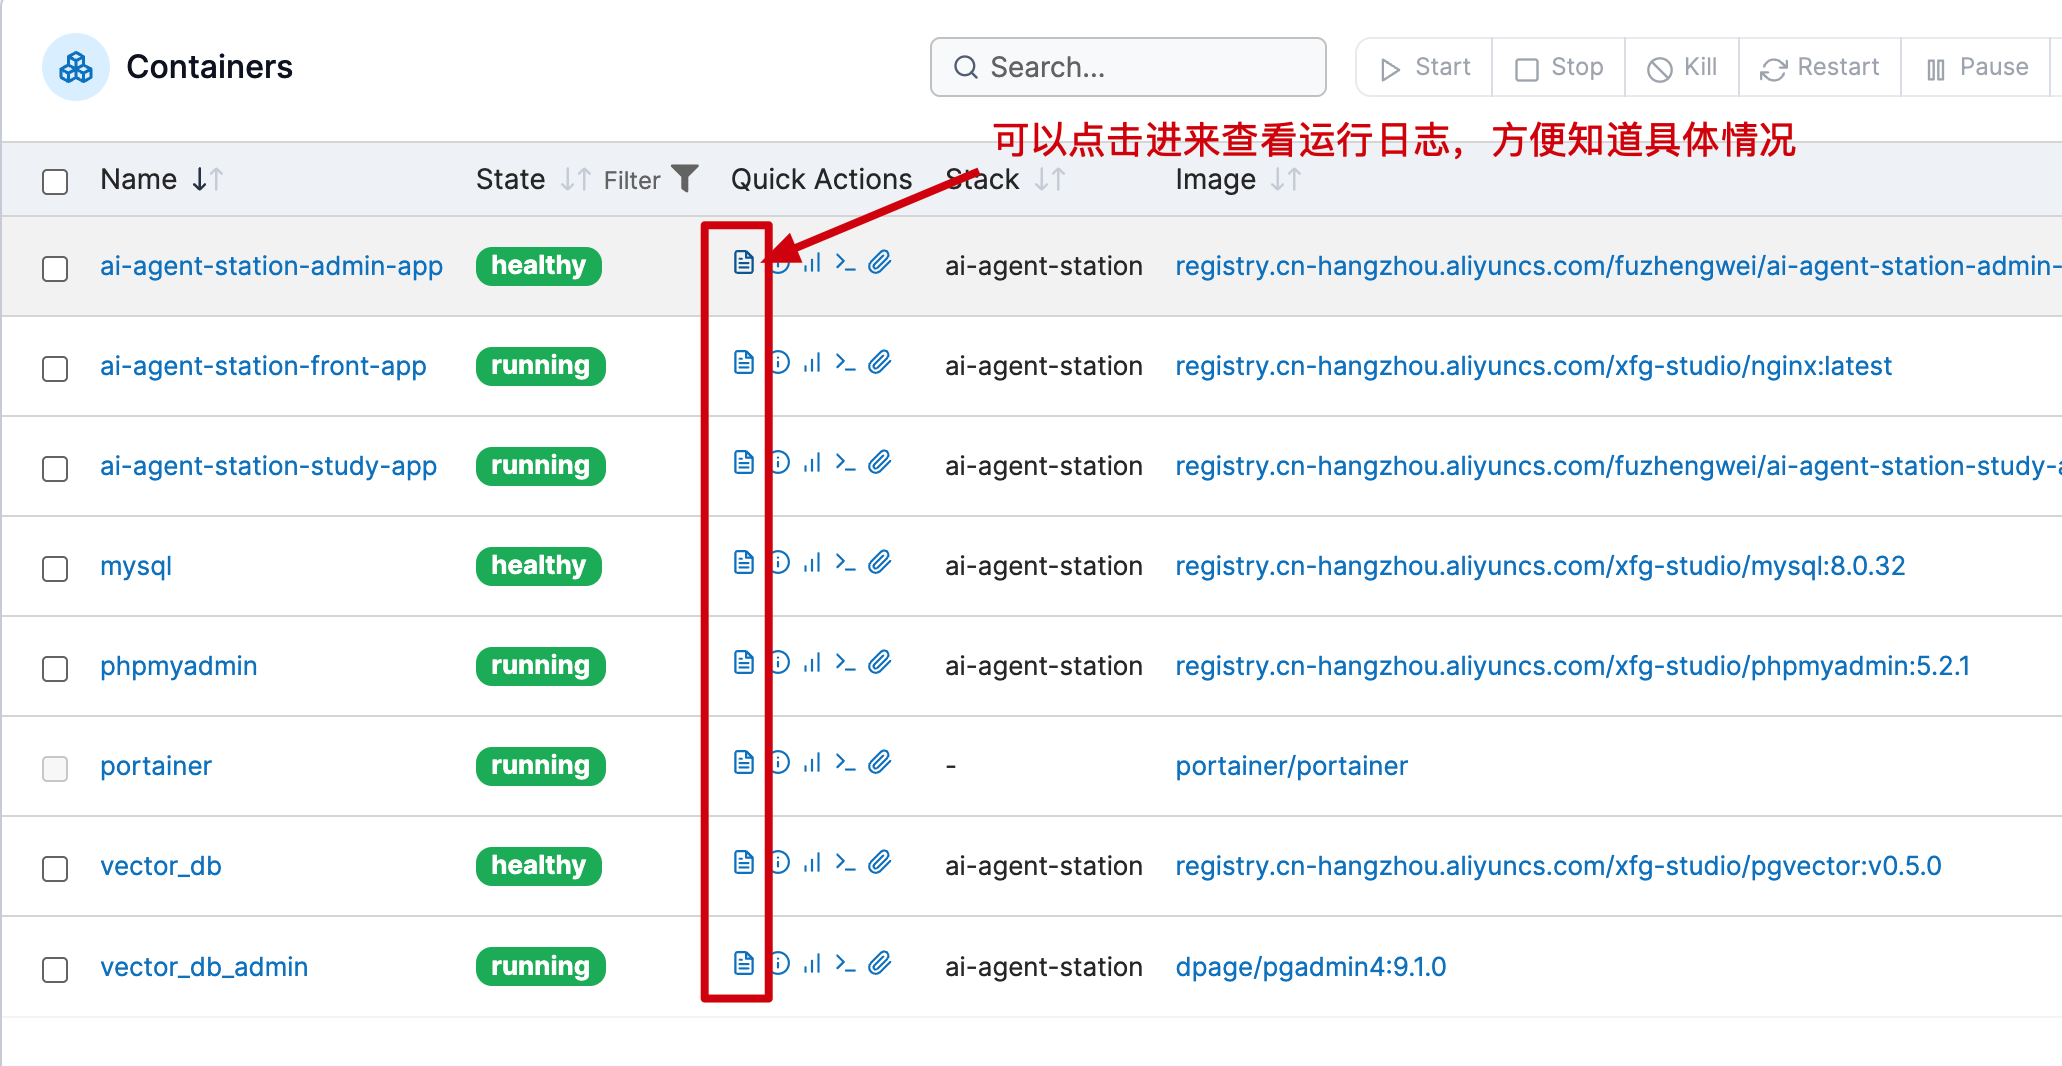 Containers
Search...
Start
Stop
Kill
Restart
Pause
可以点击进来查看运行日志，方便知道具体情况
Name State Filter Quick Actions Stack Image
ai-agent-station-admin-app healthy ai-agent-station registry.cn-hangzhou.aliyuncs.com/fuzhengwei/ai-agent-station-admin-
ai-agent-station-front-app running ai-agent-station registry.cn-hangzhou.aliyuncs.com/xfg-studio/nginx:latest
ai-agent-station-study-app running ai-agent-station registry.cn-hangzhou.aliyuncs.com/fuzhengwei/ai-agent-station-study-a
mysql healthy ai-agent-station registry.cn-hangzhou.aliyuncs.com/xfg-studio/mysql:8.0.32
phpmyadmin running ai-agent-station registry.cn-hangzhou.aliyuncs.com/xfg-studio/phpmyadmin:5.2.1
portainer running - portainer/portainer
vector_db healthy ai-agent-station registry.cn-hangzhou.aliyuncs.com/xfg-studio/pgvector:v0.5.0
vector_db_admin running ai-agent-station dpage/pgadmin4:9.1.0